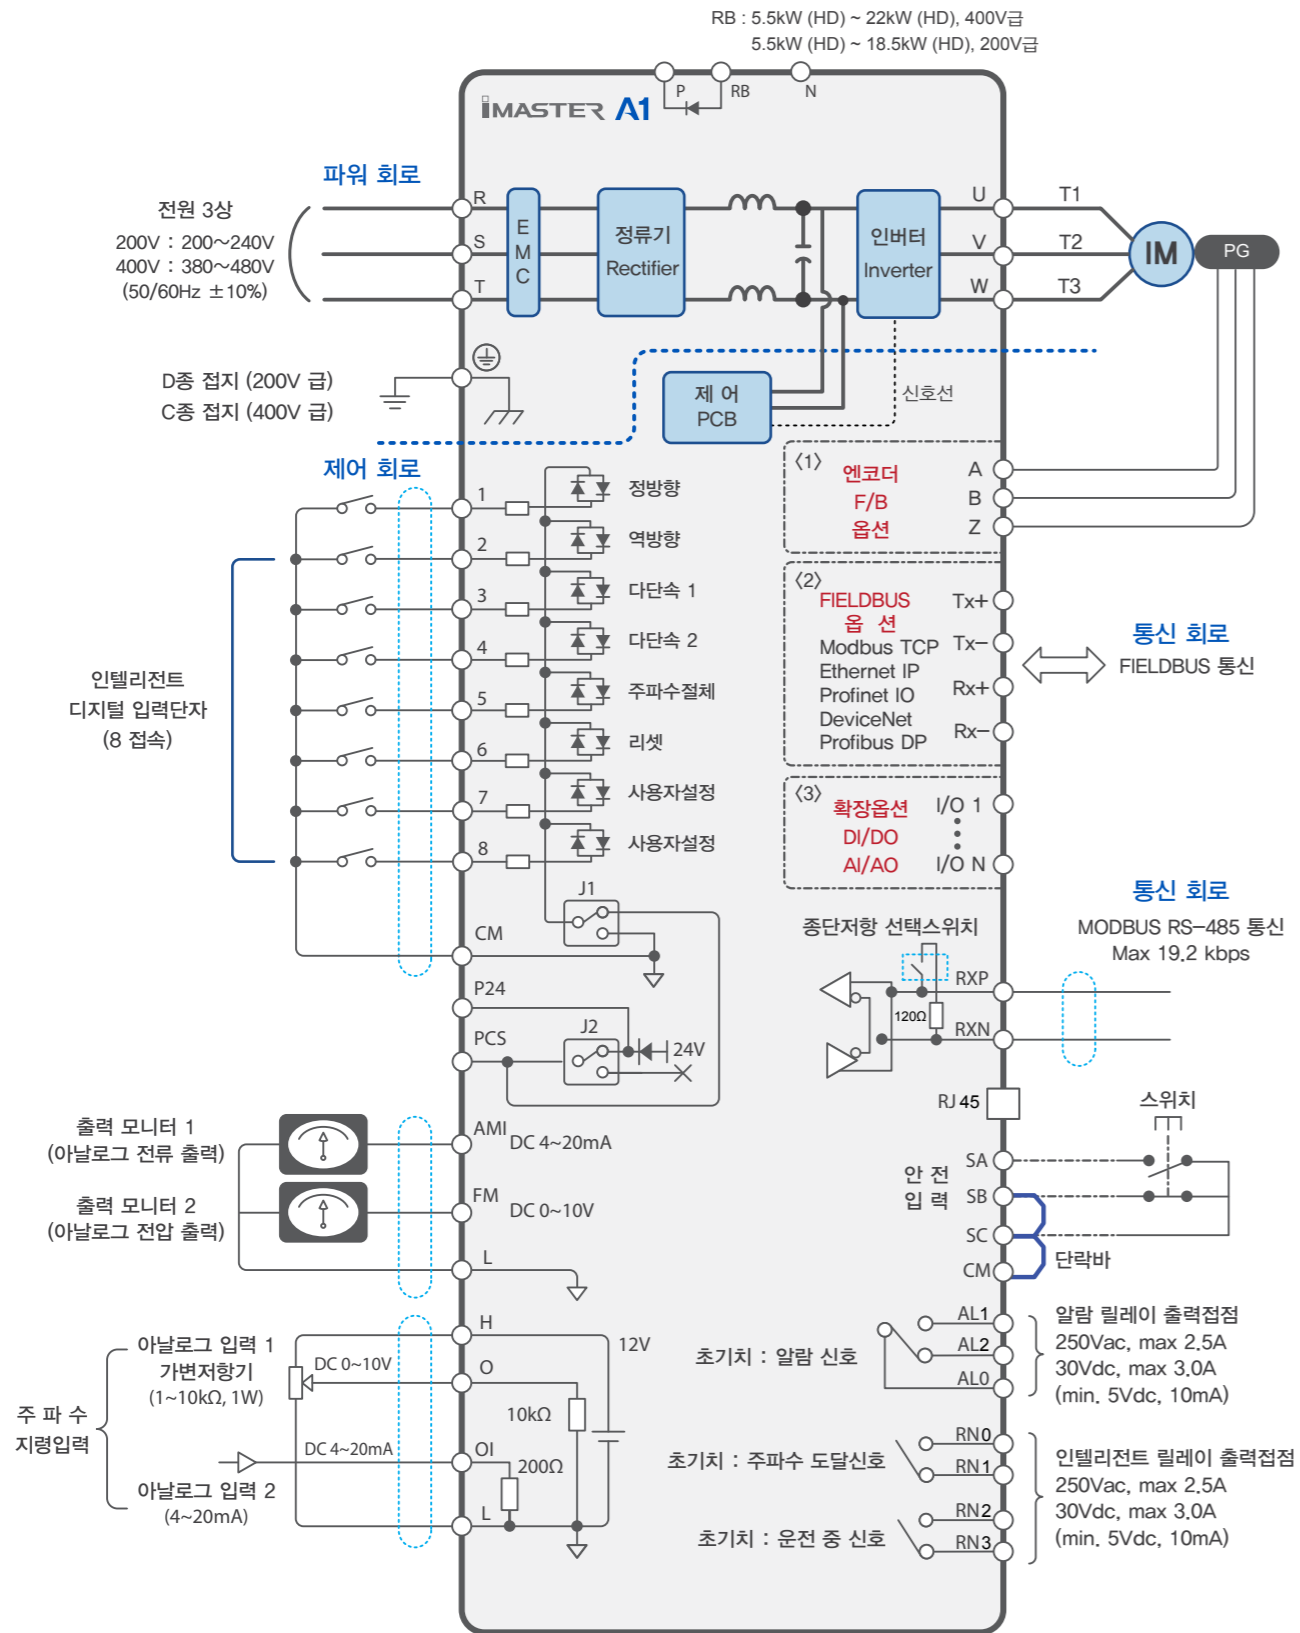 RB : 5.5kW (HD) ~ 22kW (HD), 400V급
5.5kW (HD) ~ 18.5kW (HD), 200V급
P
RB
N
iMASTER A1
파워 회로
전원 3상
200V : 200~240V
400V : 380~480V
(50/60Hz ±10%)
R
S
T
E
M
C
정류기
Rectifier
인버터
Inverter
U
V
W
T1
T2
T3
IM
PG
D종 접지 (200V 급)
C종 접지 (400V 급)
제 어
PCB
신호선
제어 회로
1
정방향
2
역방향
3
다단속 1
4
다단속 2
5
주파수절체
6
리셋
7
사용자설정
8
사용자설정
인텔리전트
디지털 입력단자
(8 접속)
〈1〉
엔코더
F/B
옵션
A
B
Z
〈2〉
FIELDBUS
옵 션
Modbus TCP
Ethernet IP
Profinet IO
DeviceNet
Profibus DP
Tx+
Tx-
Rx+
Rx-
통신 회로
FIELDBUS 통신
〈3〉
확장옵션
DI/DO
AI/AO
I/O 1
I/O N
J1
CM
P24
PCS
J2
24V
통신 회로
MODBUS RS-485 통신
Max 19.2 kbps
종단저항 선택스위치
RXP
120Ω
RXN
RJ 45
스위치
안 전
입 력
SA
SB
SC
CM
단락바
출력 모니터 1
(아날로그 전류 출력)
AMI
DC 4~20mA
출력 모니터 2
(아날로그 전압 출력)
FM
DC 0~10V
L
주 파 수
지령입력
아날로그 입력 1
가변저항기
(1~10kΩ, 1W)
DC 0~10V
DC 4~20mA
아날로그 입력 2
(4~20mA)
H
O
OI
L
12V
10kΩ
200Ω
초기치 : 알람 신호
AL1
AL2
AL0
알람 릴레이 출력접점
250Vac, max 2.5A
30Vdc, max 3.0A
(min. 5Vdc, 10mA)
초기치 : 주파수 도달신호
RN0
RN1
초기치 : 운전 중 신호
RN2
RN3
인텔리전트 릴레이 출력접점
250Vac, max 2.5A
30Vdc, max 3.0A
(min. 5Vdc, 10mA)